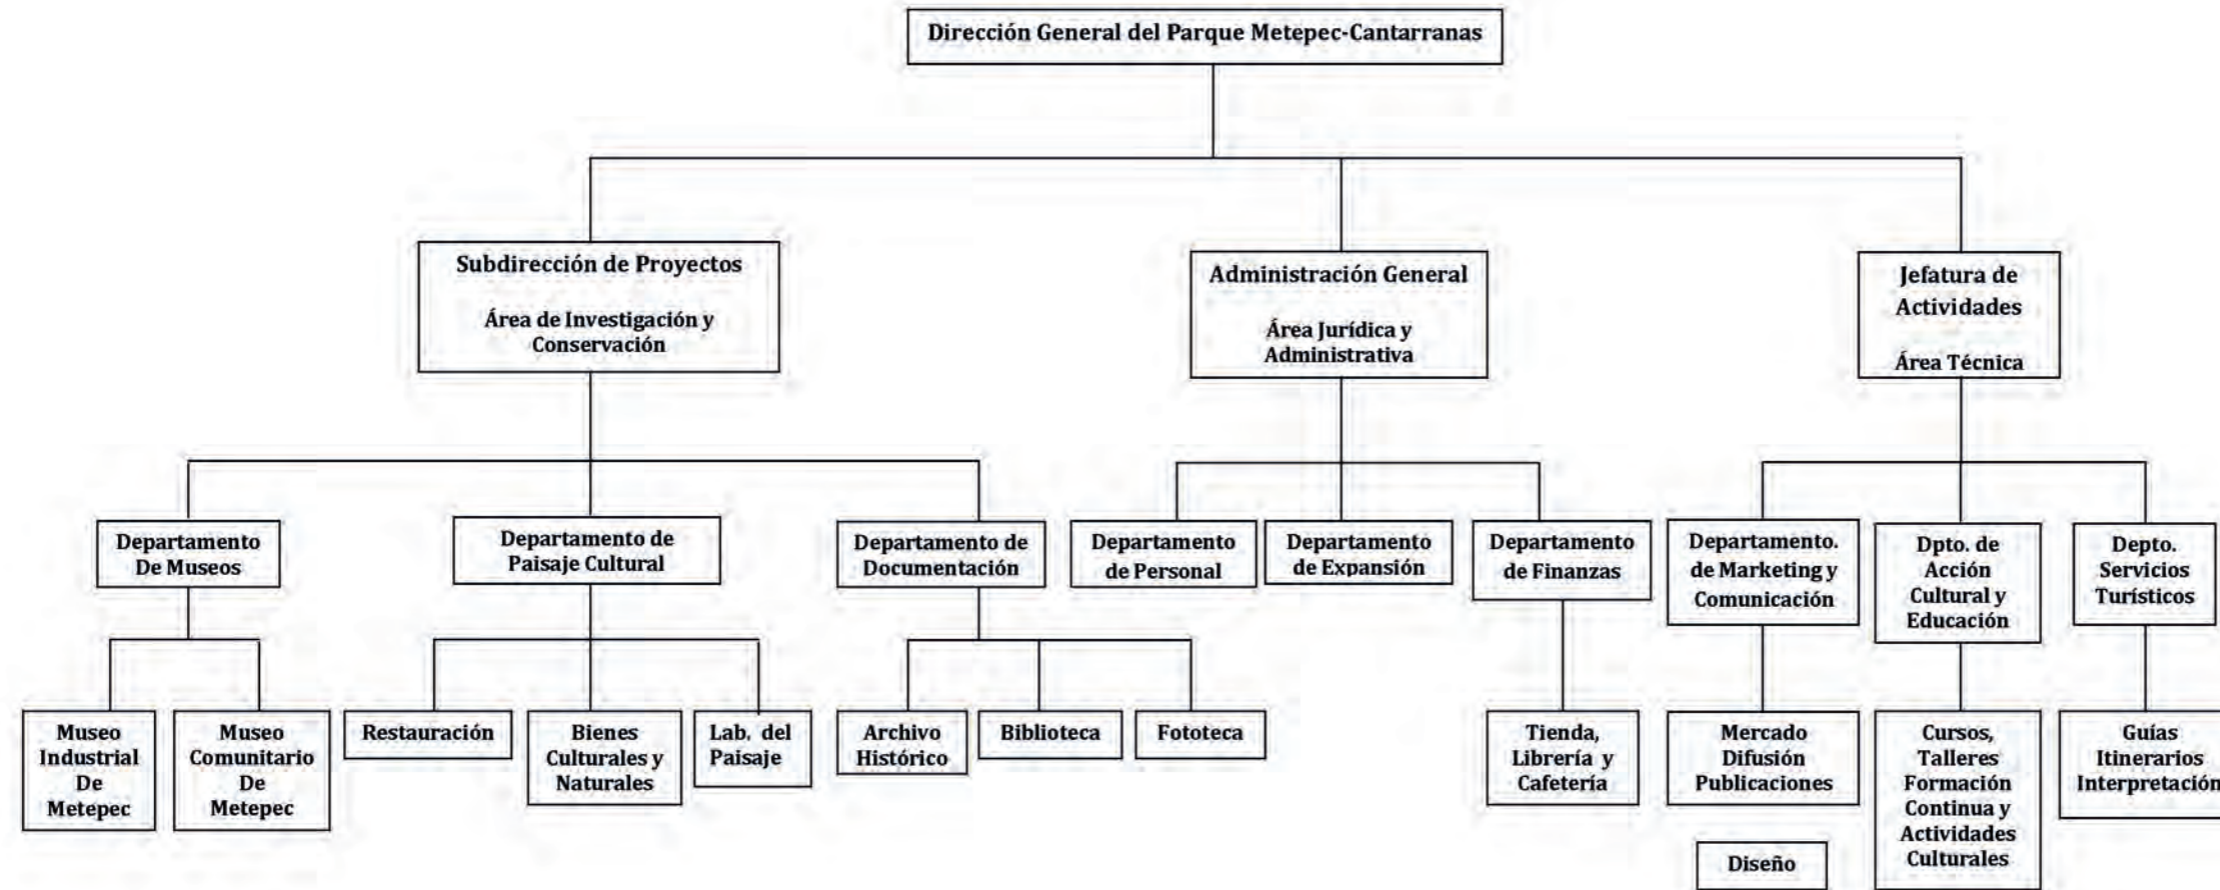 Dirección General del Parque Metepec-Cantarranas
Subdirección de Proyectos
Área de Investigación y
Conservación
Administración General
Área Jurídica y
Administrativa
Jefatura de
Actividades
Área Técnica
Departamento
De Museos
Departamento de
Paisaje Cultural
Departamento de
Documentación
Departamento
de Personal
Departamento
de Expansión
Departamento
de Finanzas
Departamento.
de Marketing y
Comunicación
Dpto. de
Acción
Cultural y
Educación
Depto.
Servicios
Turísticos
Museo
Industrial
De
Metepec
Museo
Comunitario
De
Metepec
Restauración
Bienes
Culturales y
Naturales
Lab. del
Paisaje
Archivo
Histórico
Biblioteca
Fototeca
Tienda,
Librería y
Cafetería
Mercado
Difusión
Publicaciones
Diseño
Cursos,
Talleres
Formación
Continua y
Actividades
Culturales
Guías
Itinerarios
Interpretación